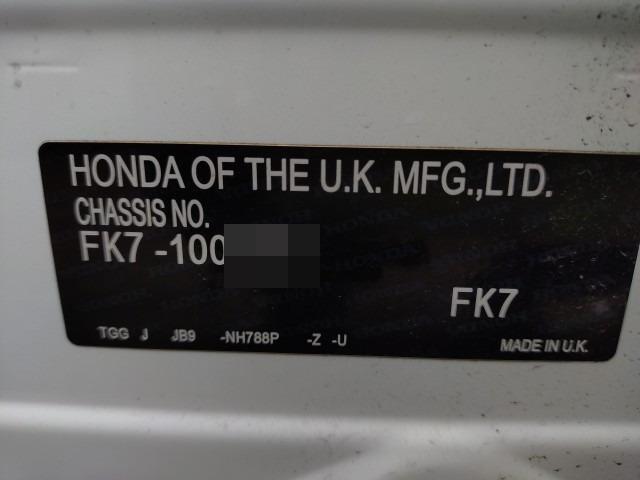 HONDA OF THE U.K. MFG.,LTD.
CHASSIS NO.
FK7 -100
FK7
TGG J JB9 -NH788P -Z -U
MADE IN U.K.